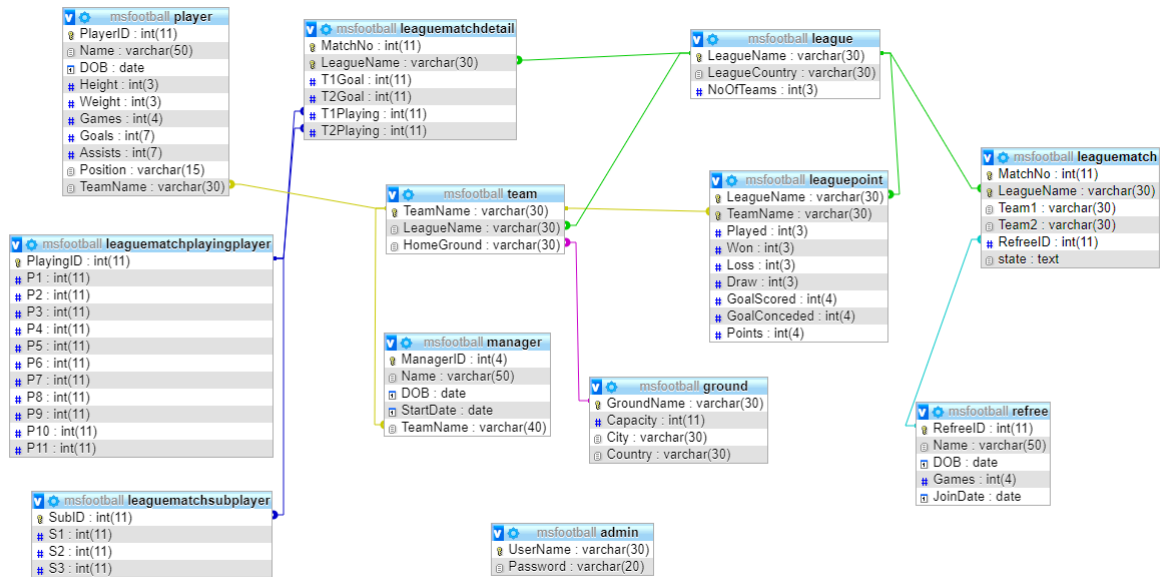 msfootball player
PlayerID : int(11)
Name : varchar(50)
DOB : date
Height : int(3)
Weight : int(3)
Games : int(4)
Goals : int(7)
Assists : int(7)
Position : varchar(15)
TeamName : varchar(30)
msfootball leaguematchdetail
MatchNo : int(11)
LeagueName : varchar(30)
T1Goal : int(11)
T2Goal : int(11)
T1Playing : int(11)
T2Playing : int(11)
msfootball league
LeagueName : varchar(30)
LeagueCountry : varchar(30)
NoOfTeams : int(3)
msfootball leaguematch
MatchNo : int(11)
LeagueName : varchar(30)
Team1 : varchar(30)
Team2 : varchar(30)
RefreeID : int(11)
state : text
msfootball team
TeamName : varchar(30)
LeagueName : varchar(30)
HomeGround : varchar(30)
msfootball leaguepoint
LeagueName : varchar(30)
TeamName : varchar(30)
Played : int(3)
Won : int(3)
Loss : int(3)
Draw : int(3)
GoalScored : int(4)
GoalConceded : int(4)
Points : int(4)
msfootball leaguematchplayingplayer
PlayingID : int(11)
P1 : int(11)
P2 : int(11)
P3 : int(11)
P4 : int(11)
P5 : int(11)
P6 : int(11)
P7 : int(11)
P8 : int(11)
P9 : int(11)
P10 : int(11)
P11 : int(11)
msfootball manager
ManagerID : int(4)
Name : varchar(50)
DOB : date
StartDate : date
TeamName : varchar(40)
msfootball ground
GroundName : varchar(30)
Capacity : int(11)
City : varchar(30)
Country : varchar(30)
msfootball refree
RefreeID : int(11)
Name : varchar(50)
DOB : date
Games : int(4)
JoinDate : date
msfootball leaguematchsubplayer
SubID : int(11)
S1 : int(11)
S2 : int(11)
S3 : int(11)
msfootball admin
UserName : varchar(30)
Password : varchar(20)